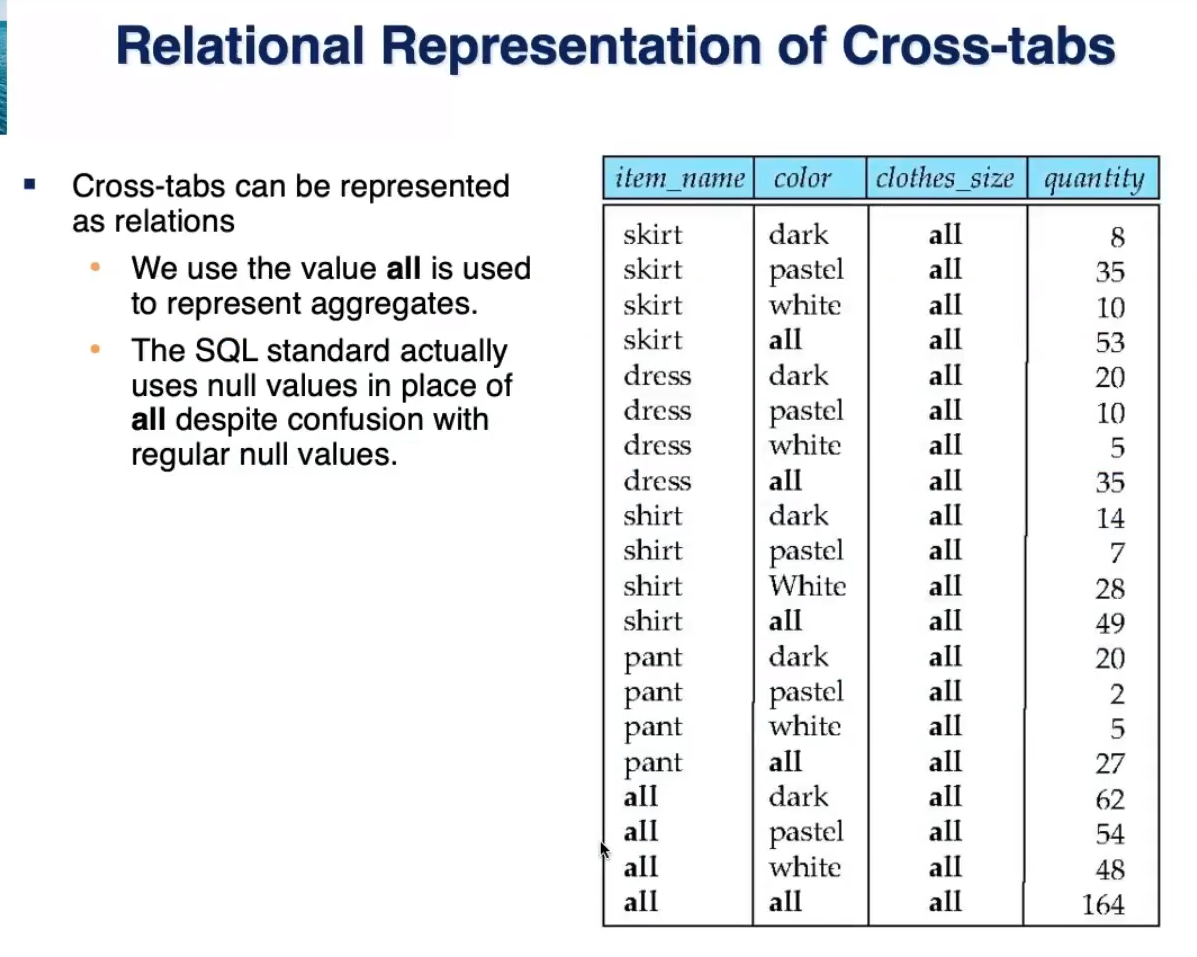 Relational Representation of Cross-tabs
Cross-tabs can be represented
as relations
We use the value all is used
to represent aggregates.
The SQL standard actually
uses null values in place of
all despite confusion with
regular null values.
item_name color clothes_size quantity
skirt dark all 8
skirt pastel all 35
skirt white all 10
skirt all all 53
dress dark all 20
dress pastel all 10
dress white all 5
dress all all 35
shirt dark all 14
shirt pastel all 7
shirt White all 28
shirt all all 49
pant dark all 20
pant pastel all 2
pant white all 5
pant all all 27
all dark all 62
all pastel all 54
all white all 48
all all all 164